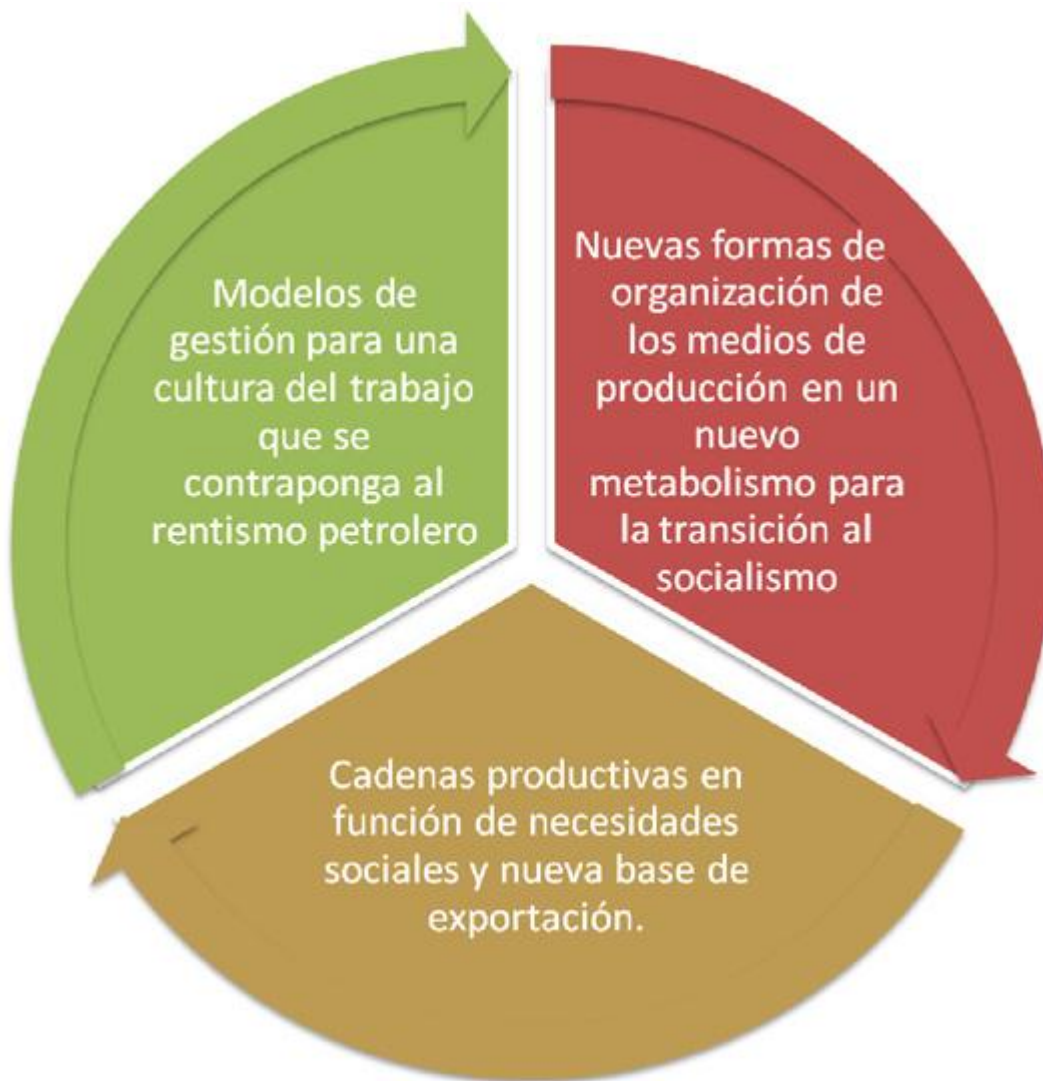 Modelos de
gestión para una
cultura del trabajo
que se
contraponga al
rentismo petrolero
Nuevas formas de
organización de
los medios de
producción en un
nuevo
metabolismo para
la transición al
socialismo
Cadenas productivas en
función de necesidades
sociales y nueva base de
exportación.